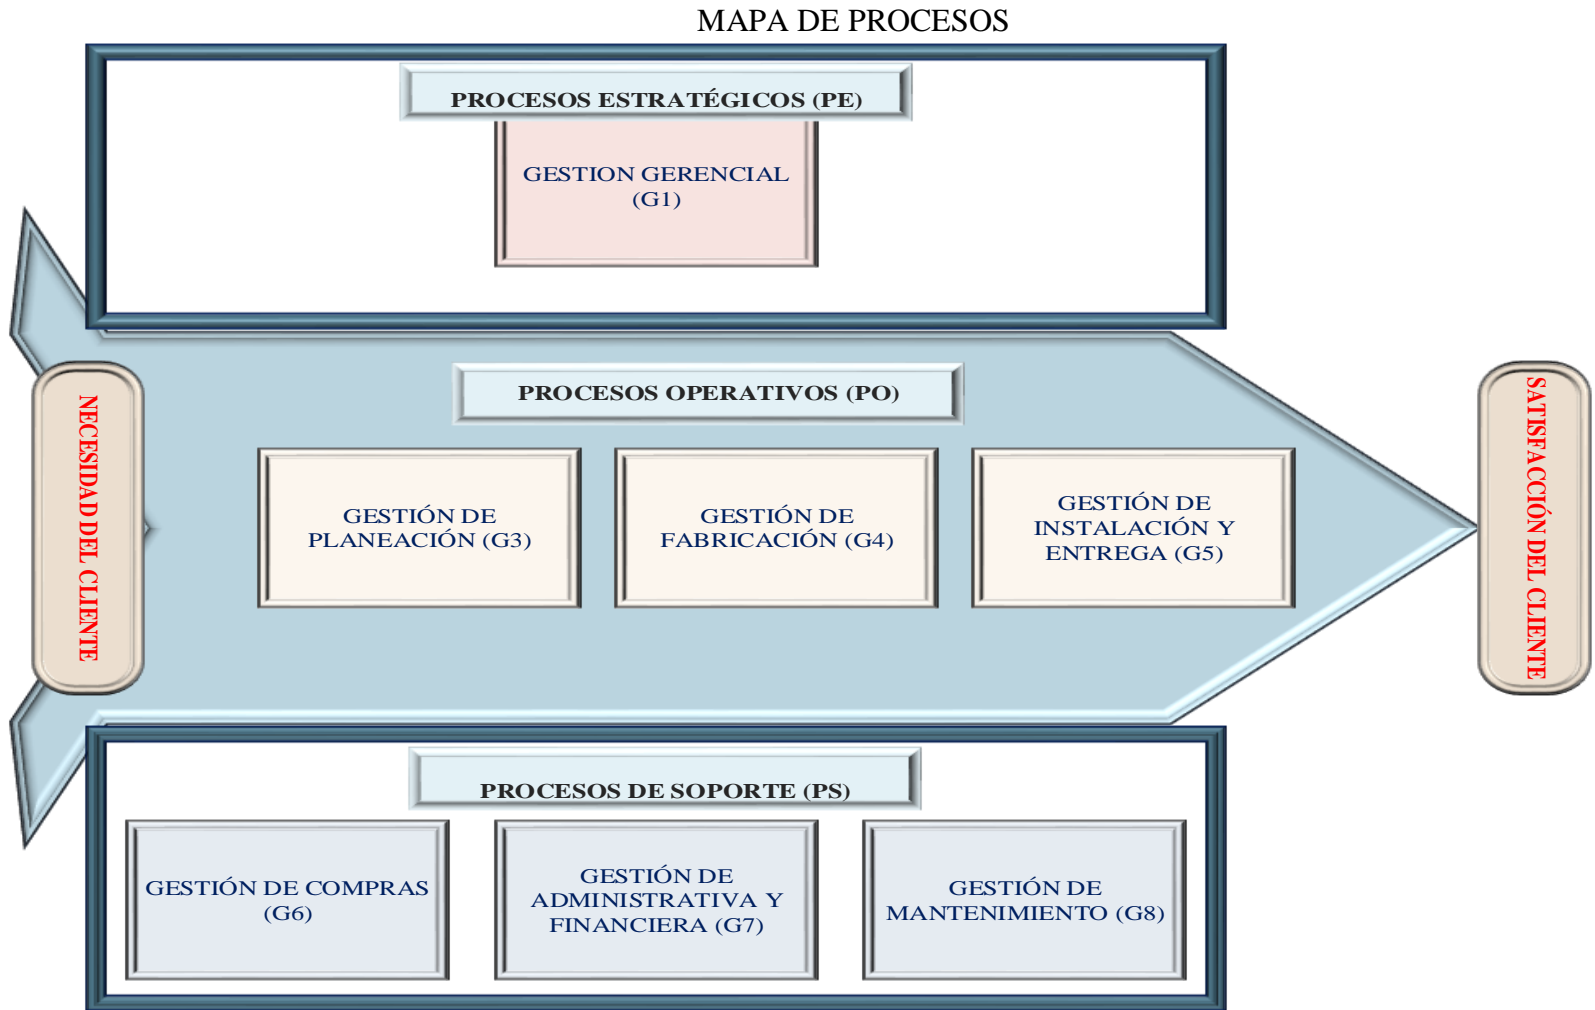 MAPA DE PROCESOS
PROCESOS ESTRATÉGICOS (PE)
GESTION GERENCIAL
(G1)
NECESIDAD DEL CLIENTE
PROCESOS OPERATIVOS (PO)
GESTIÓN DE
PLANEACIÓN (G3)
GESTIÓN DE
FABRICACIÓN (G4)
GESTIÓN DE
INSTALACIÓN Y
ENTREGA (G5)
SATISFACCIÓN DEL CLIENTE
PROCESOS DE SOPORTE (PS)
GESTIÓN DE COMPRAS
(G6)
GESTIÓN DE
ADMINISTRATIVA Y
FINANCIERA (G7)
GESTIÓN DE
MANTENIMIENTO (G8)